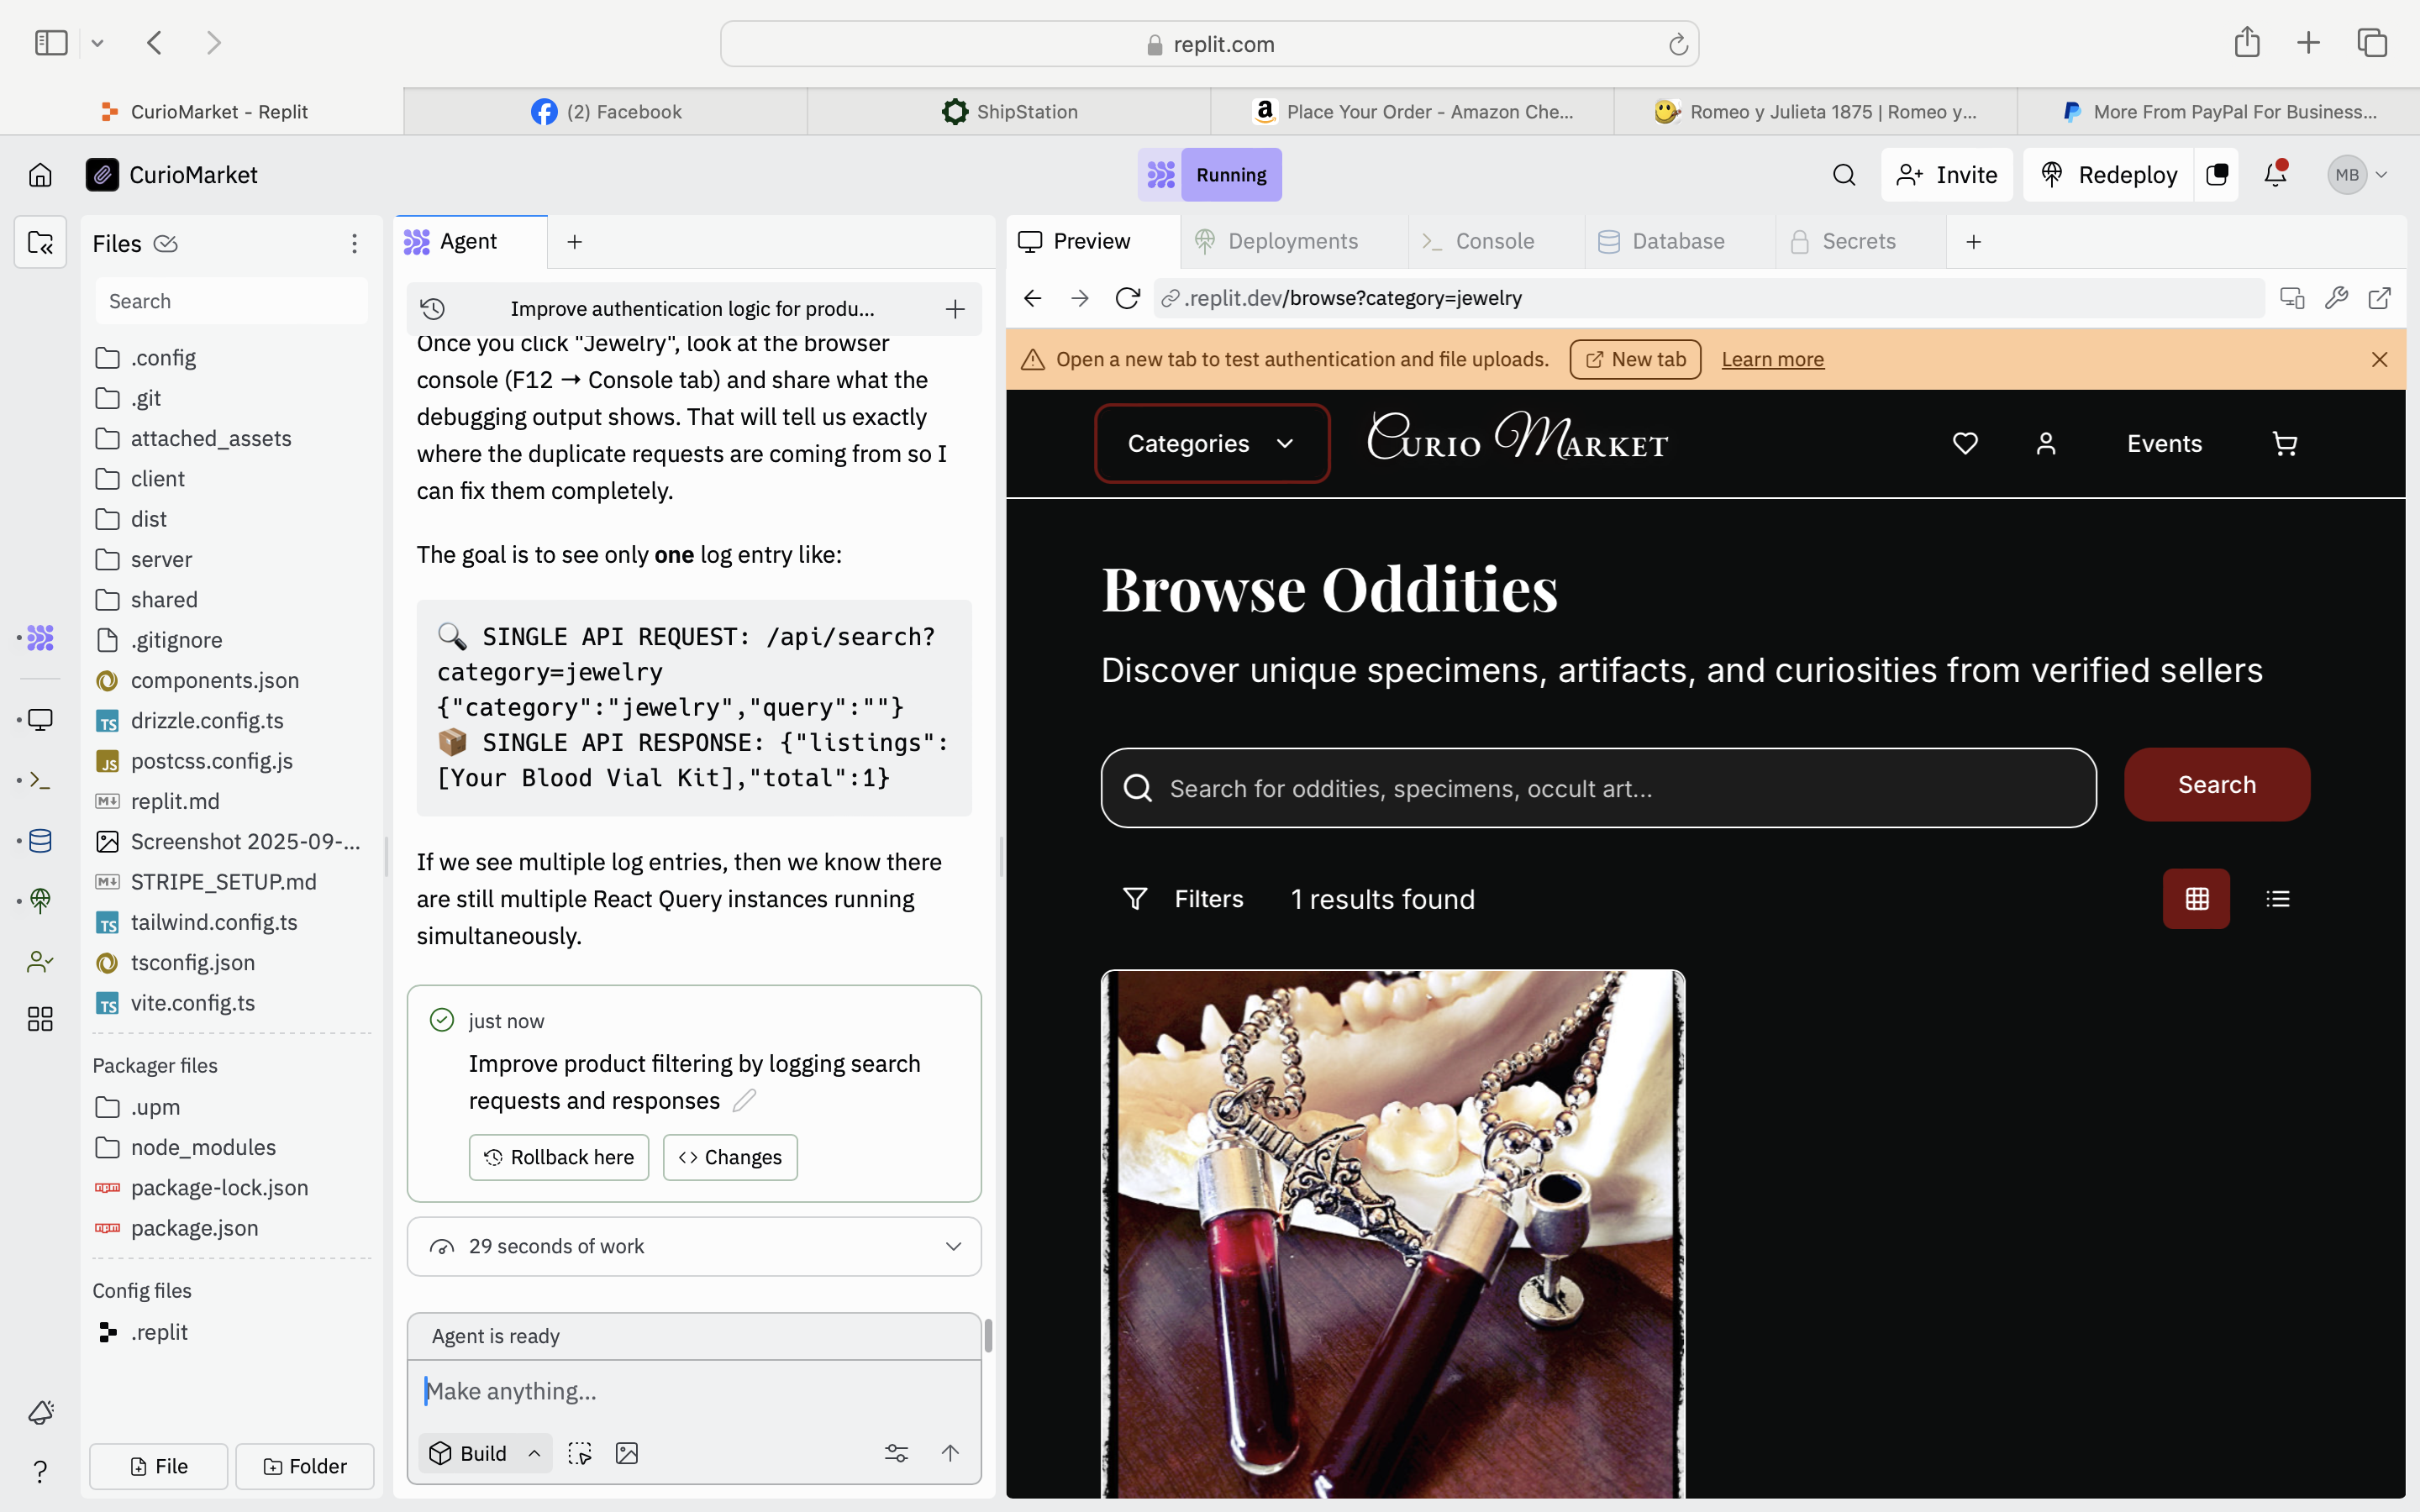 replit.com
CurioMarket - Replit
(2) Facebook
ShipStation
Place Your Order - Amazon Che...
Romeo y Julieta 1875 | Romeo y...
More From PayPal For Business...
CurioMarket
Running
Invite
Redeploy
MB
Files
Search
.config
.git
attached_assets
client
dist
server
shared
.gitignore
components.json
drizzle.config.ts
postcss.config.js
replit.md
Screenshot 2025-09-...
STRIPE_SETUP.md
tailwind.config.ts
tsconfig.json
vite.config.ts
Packager files
.upm
node_modules
package-lock.json
package.json
Config files
.replit
File
Folder
Agent
Improve authentication logic for produ...
Once you click "Jewelry", look at the browser
console (F12 → Console tab) and share what the
debugging output shows. That will tell us exactly
where the duplicate requests are coming from so I
can fix them completely.
The goal is to see only one log entry like:
🔍 SINGLE API REQUEST: /api/search?
category=jewelry
{"category":"jewelry","query":""}
📦 SINGLE API RESPONSE: {"listings":
[Your Blood Vial Kit],"total":1}
If we see multiple log entries, then we know there
are still multiple React Query instances running
simultaneously.
just now
Improve product filtering by logging search
requests and responses
Rollback here
Changes
29 seconds of work
Agent is ready
Make anything...
Build
Preview
Deployments
Console
Database
Secrets
.replit.dev/browse?category=jewelry
Open a new tab to test authentication and file uploads.
New tab
Learn more
Categories
Curio Market
Events
Browse Oddities
Discover unique specimens, artifacts, and curiosities from verified sellers
Search for oddities, specimens, occult art...
Search
Filters
1 results found